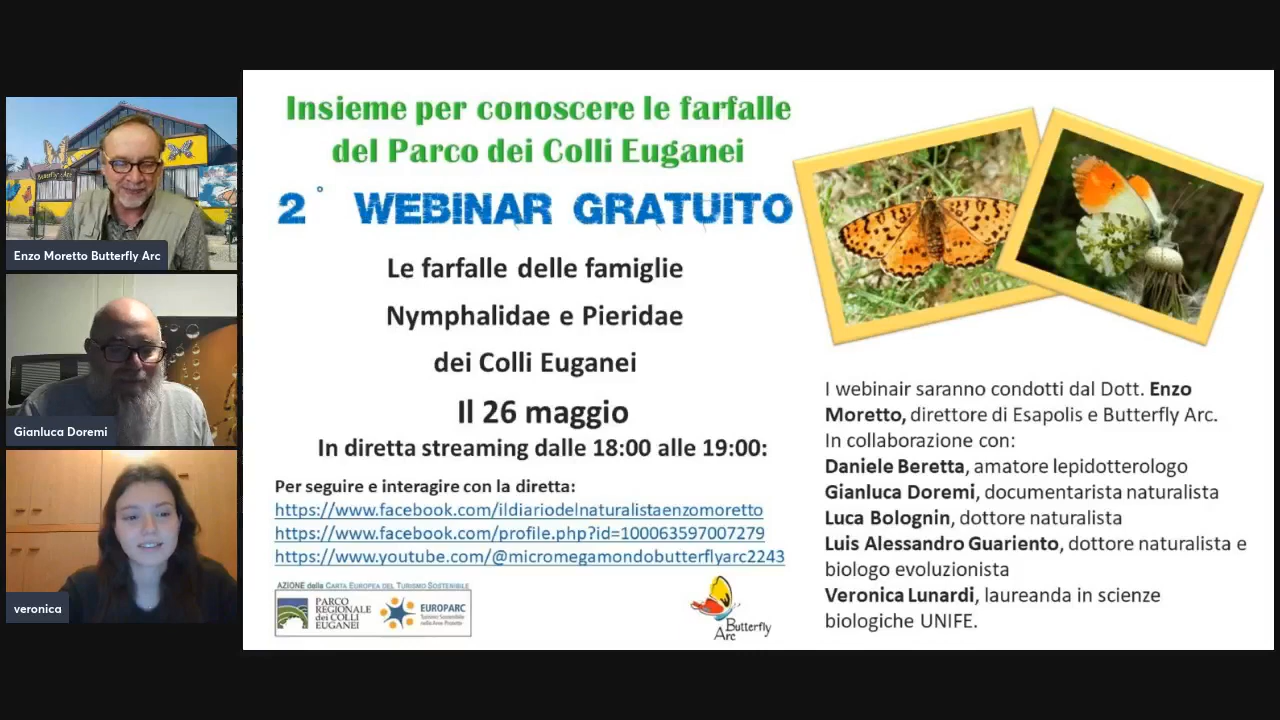 Enzo Moretto Butterfly Arc
Gianluca Doremi
veronica
Insieme per conoscere le farfalle
del Parco dei Colli Euganei
2° WEBINAR GRATUITO
Le farfalle delle famiglie
Nymphalidae e Pieridae
dei Colli Euganei
Il 26 maggio
In diretta streaming dalle 18:00 alle 19:00:
Per seguire e interagire con la diretta:
https://www.facebook.com/ildiariodelnaturalistaenzomoretto
https://www.facebook.com/profile.php?id=100063597007279
https://www.youtube.com/@micromegamondobutterflyarc2243
AZIONE della CARTA EUROPEA DEL TURISMO SOSTENIBILE
PARCO
REGIONALE
dei COLLI
EUGANEI
EUROPARC
Turismo Sostenibile
nelle Aree Protette
Butterfly
Arc
I webinair saranno condotti dal Dott. Enzo
Moretto, direttore di Esapolis e Butterfly Arc.
In collaborazione con:
Daniele Beretta, amatore lepidotterologo
Gianluca Doremi, documentarista naturalista
Luca Bolognin, dottore naturalista
Luis Alessandro Guariento, dottore naturalista e
biologo evoluzionista
Veronica Lunardi, laureanda in scienze
biologiche UNIFE.